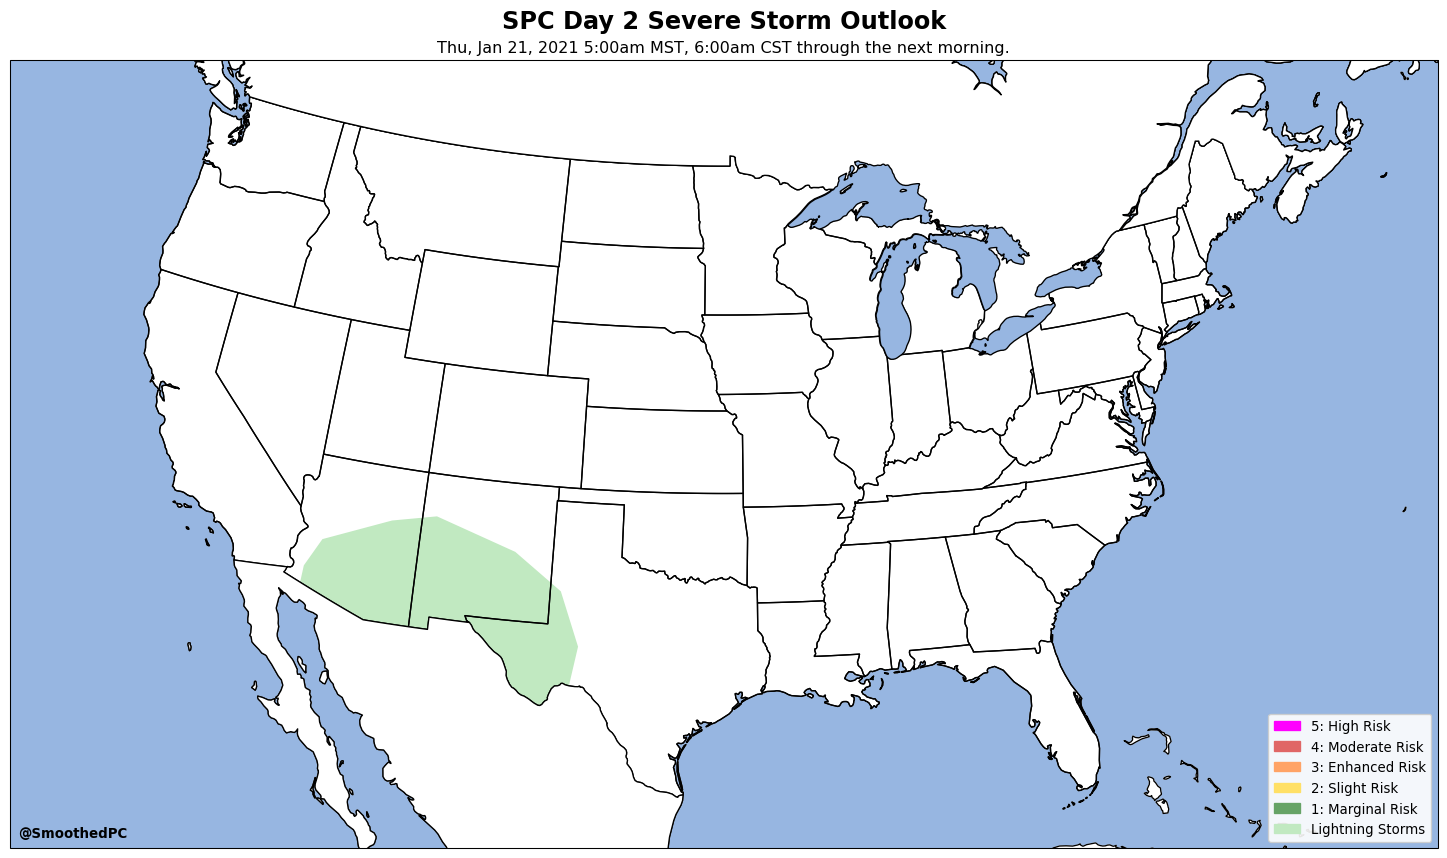 SPC Day 2 Severe Storm Outlook
Thu, Jan 21, 2021 5:00am MST, 6:00am CST through the next morning.
5: High Risk
4: Moderate Risk
3: Enhanced Risk
2: Slight Risk
1: Marginal Risk
Lightning Storms
@SmoothedPC